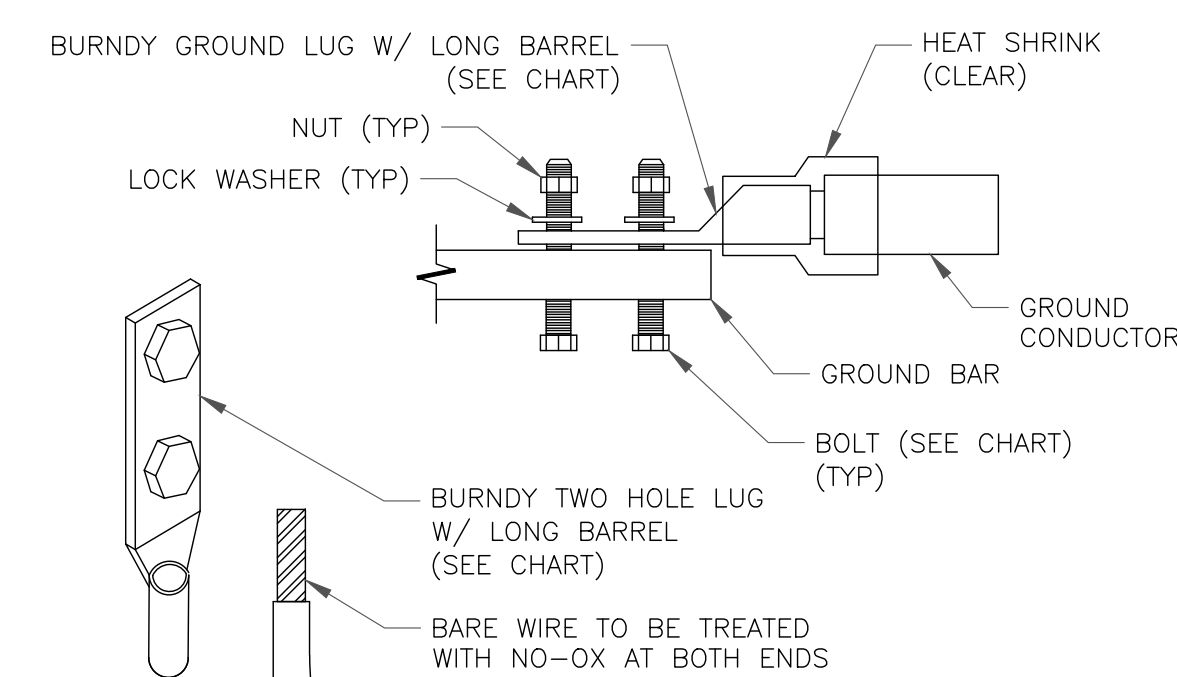 BURNDY GROUND LUG W/ LONG BARREL
(SEE CHART)
HEAT SHRINK
(CLEAR)
NUT (TYP)
LOCK WASHER (TYP)
GROUND
CONDUCTOR
GROUND BAR
BOLT (SEE CHART)
(TYP)
BURNDY TWO HOLE LUG
W/ LONG BARREL
(SEE CHART)
BARE WIRE TO BE TREATED
WITH NO-OX AT BOTH ENDS